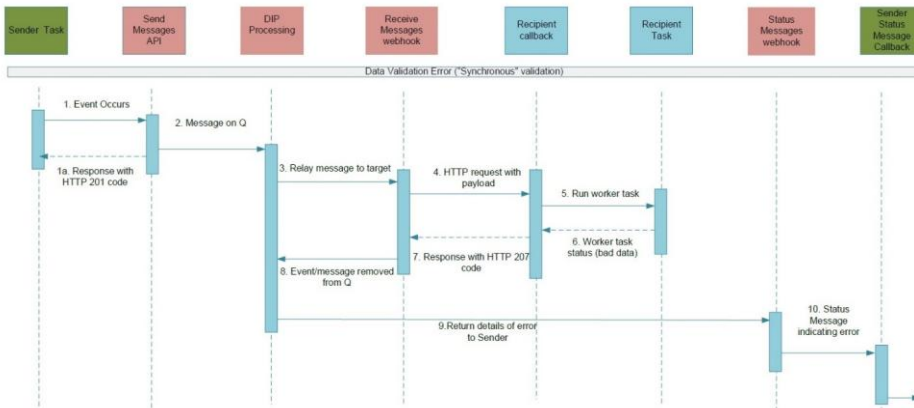 Sender Task
Send
Messages
API
DIP
Processing
Receive
Messages
webhook
Recipient
callback
Recipient
Task
Status
Messages
webhook
Sender
Status
Message
Callback
Data Validation Error ("Synchronous" validation)
1. Event Occurs
2. Message on Q
1a. Response with
HTTP 201 code
3. Relay message to target
4. HTTP request with
payload
5. Run worker task
6. Worker task
status (bad data)
7. Response with HTTP 207
code
8. Event/message removed
from Q
9.Return details of error
to Sender
10. Status
Message
indicating error